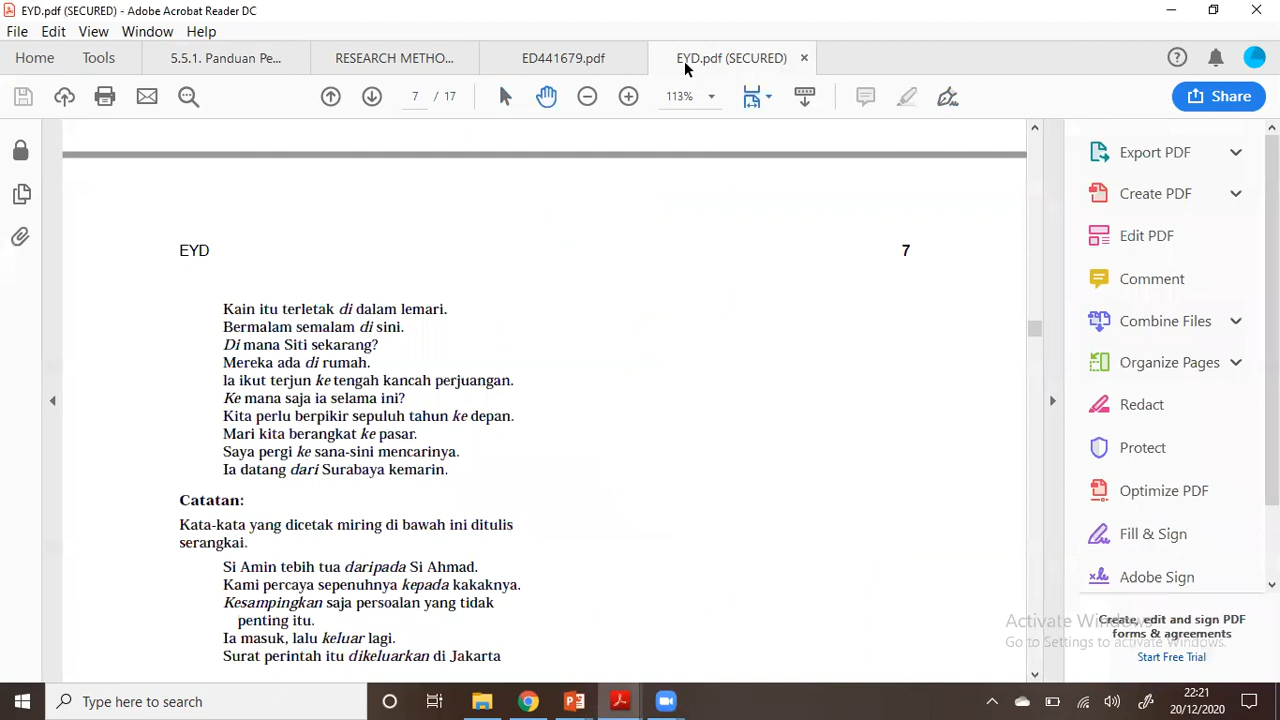 EYD.pdf (SECURED) - Adobe Acrobat Reader DC
File Edit View Window Help
Home Tools 5.5.1. Panduan Pe... RESEARCH METHO... ED441679.pdf EYD.pdf (SECURED)
7 / 17 113% Share
EYD 7
Kain itu terletak di dalam lemari.
Bermalam semalam di sini.
Di mana Siti sekarang?
Mereka ada di rumah.
Ia ikut terjun ke tengah kancah perjuangan.
Ke mana saja ia selama ini?
Kita perlu berpikir sepuluh tahun ke depan.
Mari kita berangkat ke pasar.
Saya pergi ke sana-sini mencarinya.
Ia datang dari Surabaya kemarin.
Catatan:
Kata-kata yang dicetak miring di bawah ini ditulis
serangkai.
Si Amin tebih tua daripada Si Ahmad.
Kami percaya sepenuhnya kepada kakaknya.
Kesampingkan saja persoalan yang tidak
penting itu.
Ia masuk, lalu keluar lagi.
Surat perintah itu dikeluarkan di Jakarta
Export PDF
Create PDF
Edit PDF
Comment
Combine Files
Organize Pages
Redact
Protect
Optimize PDF
Fill & Sign
Adobe Sign
Create, edit and sign PDF
forms & agreements
Start Free Trial
Activate Windows
Go to Settings to activate Windows.
Type here to search
22:21
20/12/2020